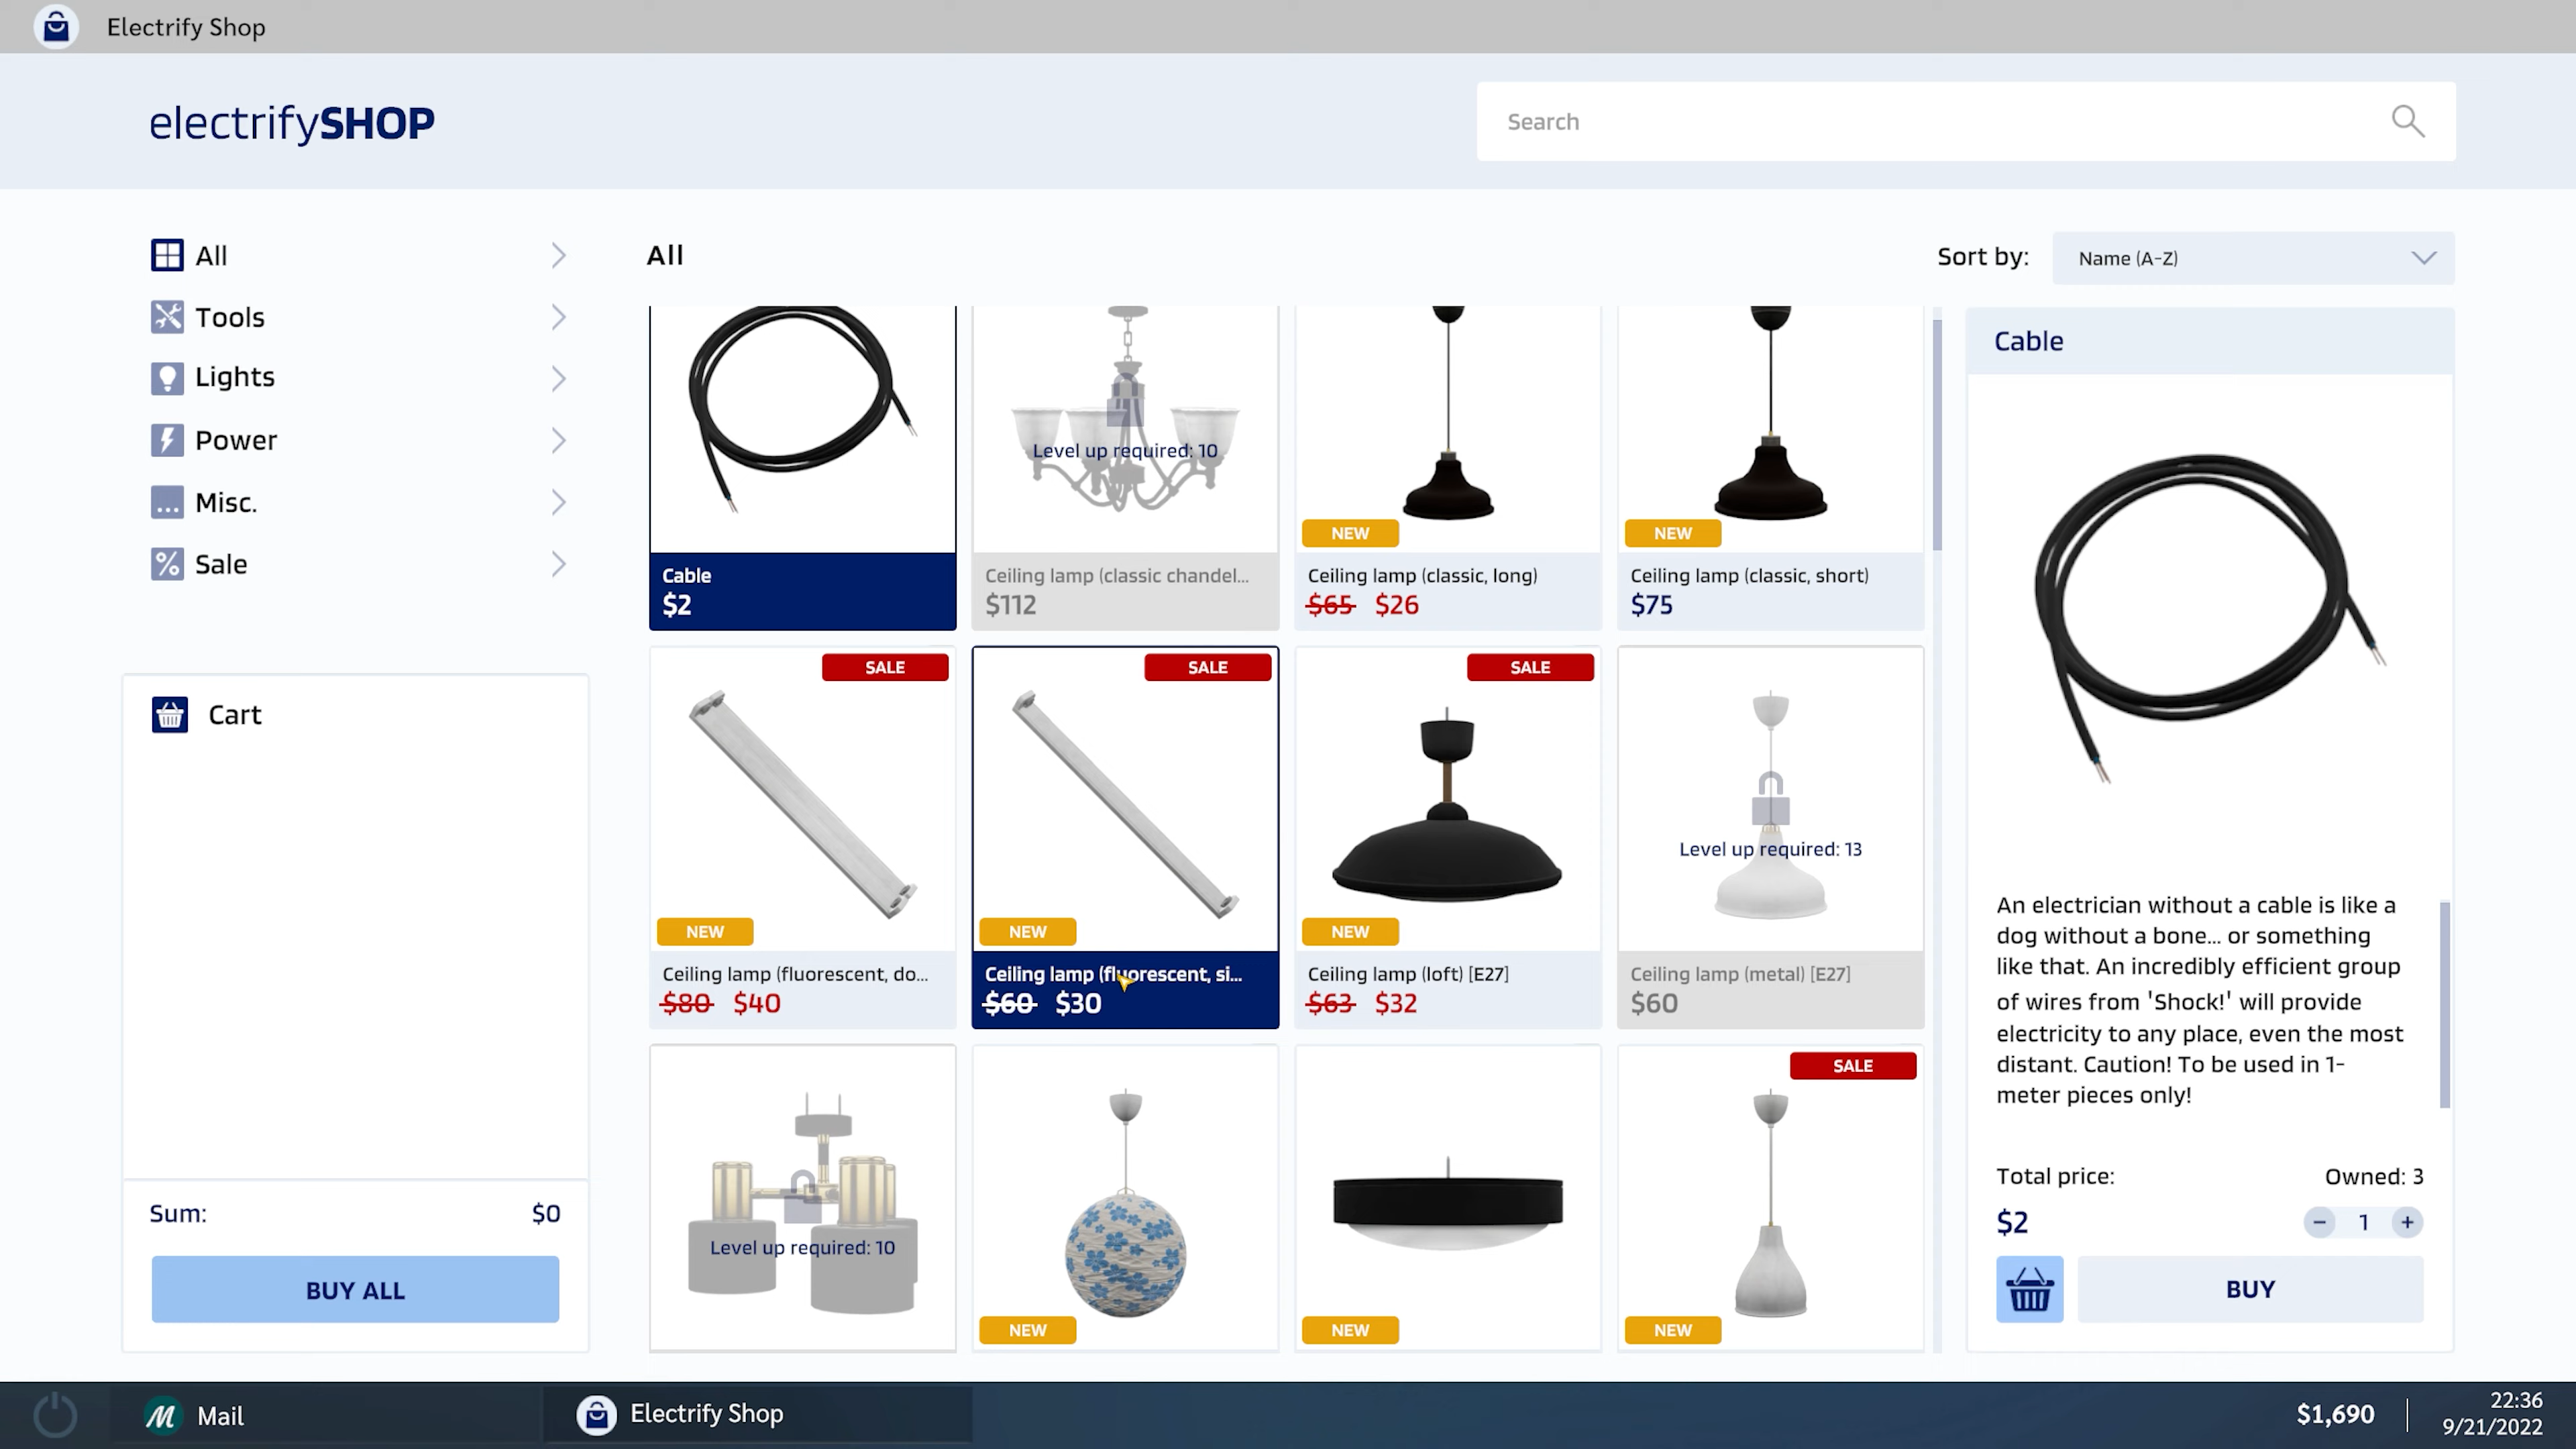 Electrify Shop
electrifySHOP
Search
All
Tools
Lights
Power
Misc.
Sale
Cart
Sum: $0
BUY ALL
All
Sort by: Name (A-Z)
Cable
$2
Level up required: 10
Ceiling lamp (classic chandel...
$112
NEW
Ceiling lamp (classic, long)
$65 $26
NEW
Ceiling lamp (classic, short)
$75
SALE
NEW
Ceiling lamp (fluorescent, do...
$80 $40
SALE
NEW
Ceiling lamp (fluorescent, si...
$60 $30
SALE
NEW
Ceiling lamp (loft) [E27]
$63 $32
Level up required: 13
Ceiling lamp (metal) [E27]
$60
Level up required: 10
NEW
NEW
SALE
NEW
Cable
An electrician without a cable is like a
dog without a bone... or something
like that. An incredibly efficient group
of wires from 'Shock!' will provide
electricity to any place, even the most
distant. Caution! To be used in 1-
meter pieces only!
Total price: Owned: 3
$2 − 1 +
BUY
Mail
Electrify Shop
$1,690
22:36
9/21/2022